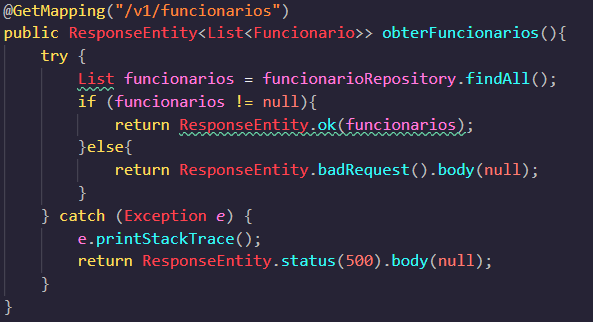 @GetMapping("/v1/funcionarios")
public ResponseEntity<List<Funcionario>> obterFuncionarios(){
    try {
        List funcionarios = funcionarioRepository.findAll();
        if (funcionarios != null){
            return ResponseEntity.ok(funcionarios);
        }else{
            return ResponseEntity.badRequest().body(null);
        }
    } catch (Exception e) {
        e.printStackTrace();
        return ResponseEntity.status(500).body(null);
    }
}